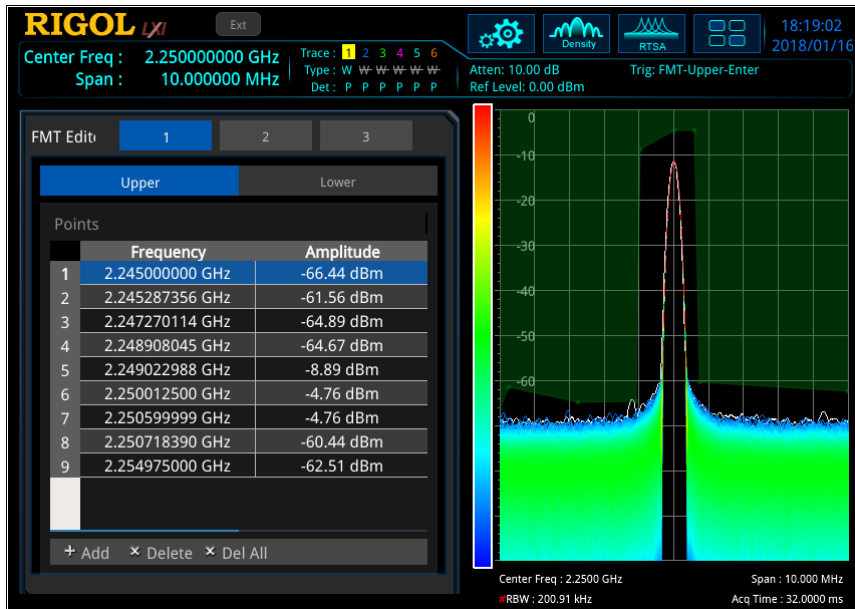 RIGOL LXI Ext
Center Freq : 2.250000000 GHz
Span : 10.000000 MHz
Trace : 1 2 3 4 5 6
Type : W W W W W W
Det : P P P P P P
Density
RTSA
18:19:02
2018/01/16
Atten: 10.00 dB Trig: FMT-Upper-Enter
Ref Level: 0.00 dBm
FMT Edit 1 2 3
Upper Lower
Points
Frequency Amplitude
1 2.245000000 GHz -66.44 dBm
2 2.245287356 GHz -61.56 dBm
3 2.247270114 GHz -64.89 dBm
4 2.248908045 GHz -64.67 dBm
5 2.249022988 GHz -8.89 dBm
6 2.250012500 GHz -4.76 dBm
7 2.250599999 GHz -4.76 dBm
8 2.250718390 GHz -60.44 dBm
9 2.254975000 GHz -62.51 dBm
+ Add × Delete × Del All
0
-10
-20
-30
-40
-50
-60
Center Freq : 2.2500 GHz Span : 10.000 MHz
#RBW : 200.91 kHz Acq Time : 32.0000 ms